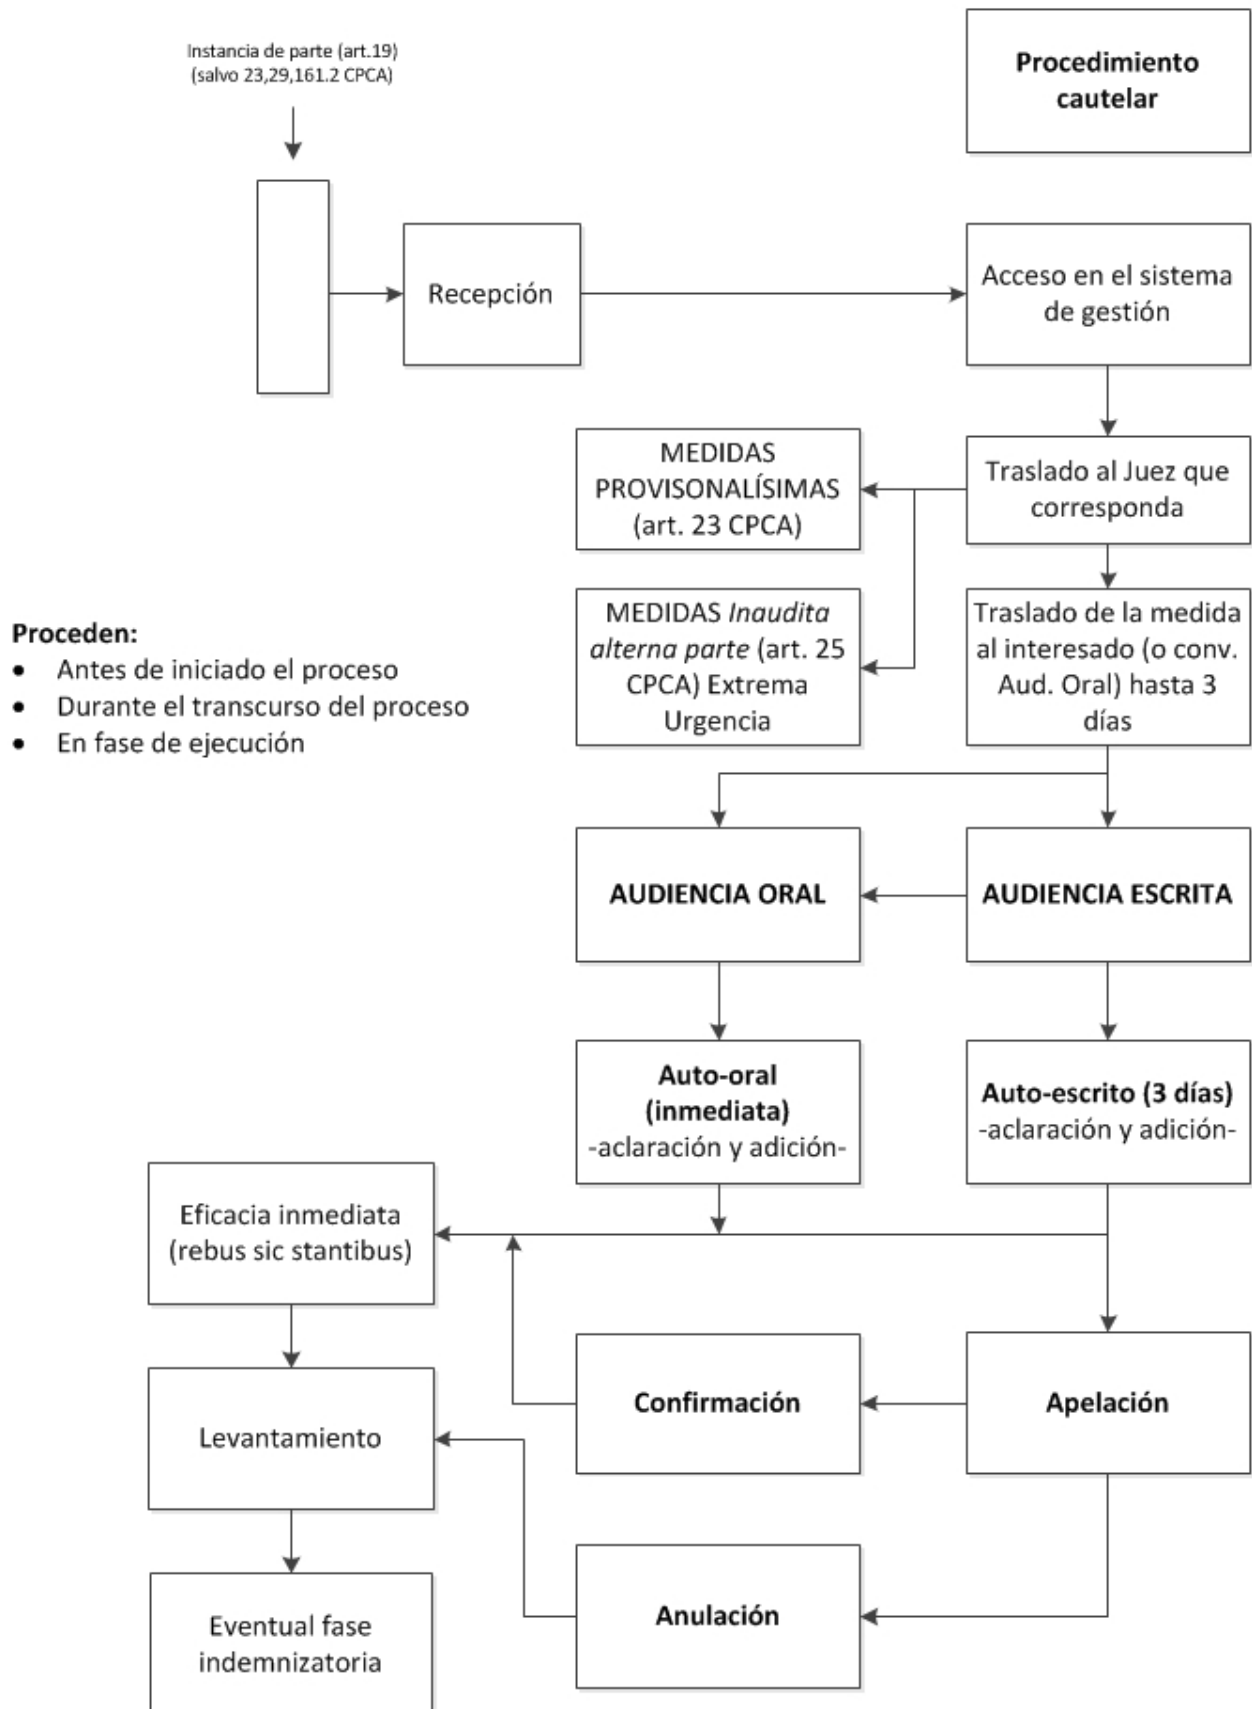 Instancia de parte (art.19)
(salvo 23,29,161.2 CPCA)
Procedimiento
cautelar
Recepción
Acceso en el sistema
de gestión
MEDIDAS
PROVISONALÍSIMAS
(art. 23 CPCA)
Traslado al Juez que
corresponda
MEDIDAS Inaudita
alterna parte (art. 25
CPCA) Extrema
Urgencia
Traslado de la medida
al interesado (o conv.
Aud. Oral) hasta 3
días
Proceden:
• Antes de iniciado el proceso
• Durante el transcurso del proceso
• En fase de ejecución
AUDIENCIA ORAL
AUDIENCIA ESCRITA
Auto-oral
(inmediata)
-aclaración y adición-
Auto-escrito (3 días)
-aclaración y adición-
Eficacia inmediata
(rebus sic stantibus)
Confirmación
Apelación
Levantamiento
Anulación
Eventual fase
indemnizatoria